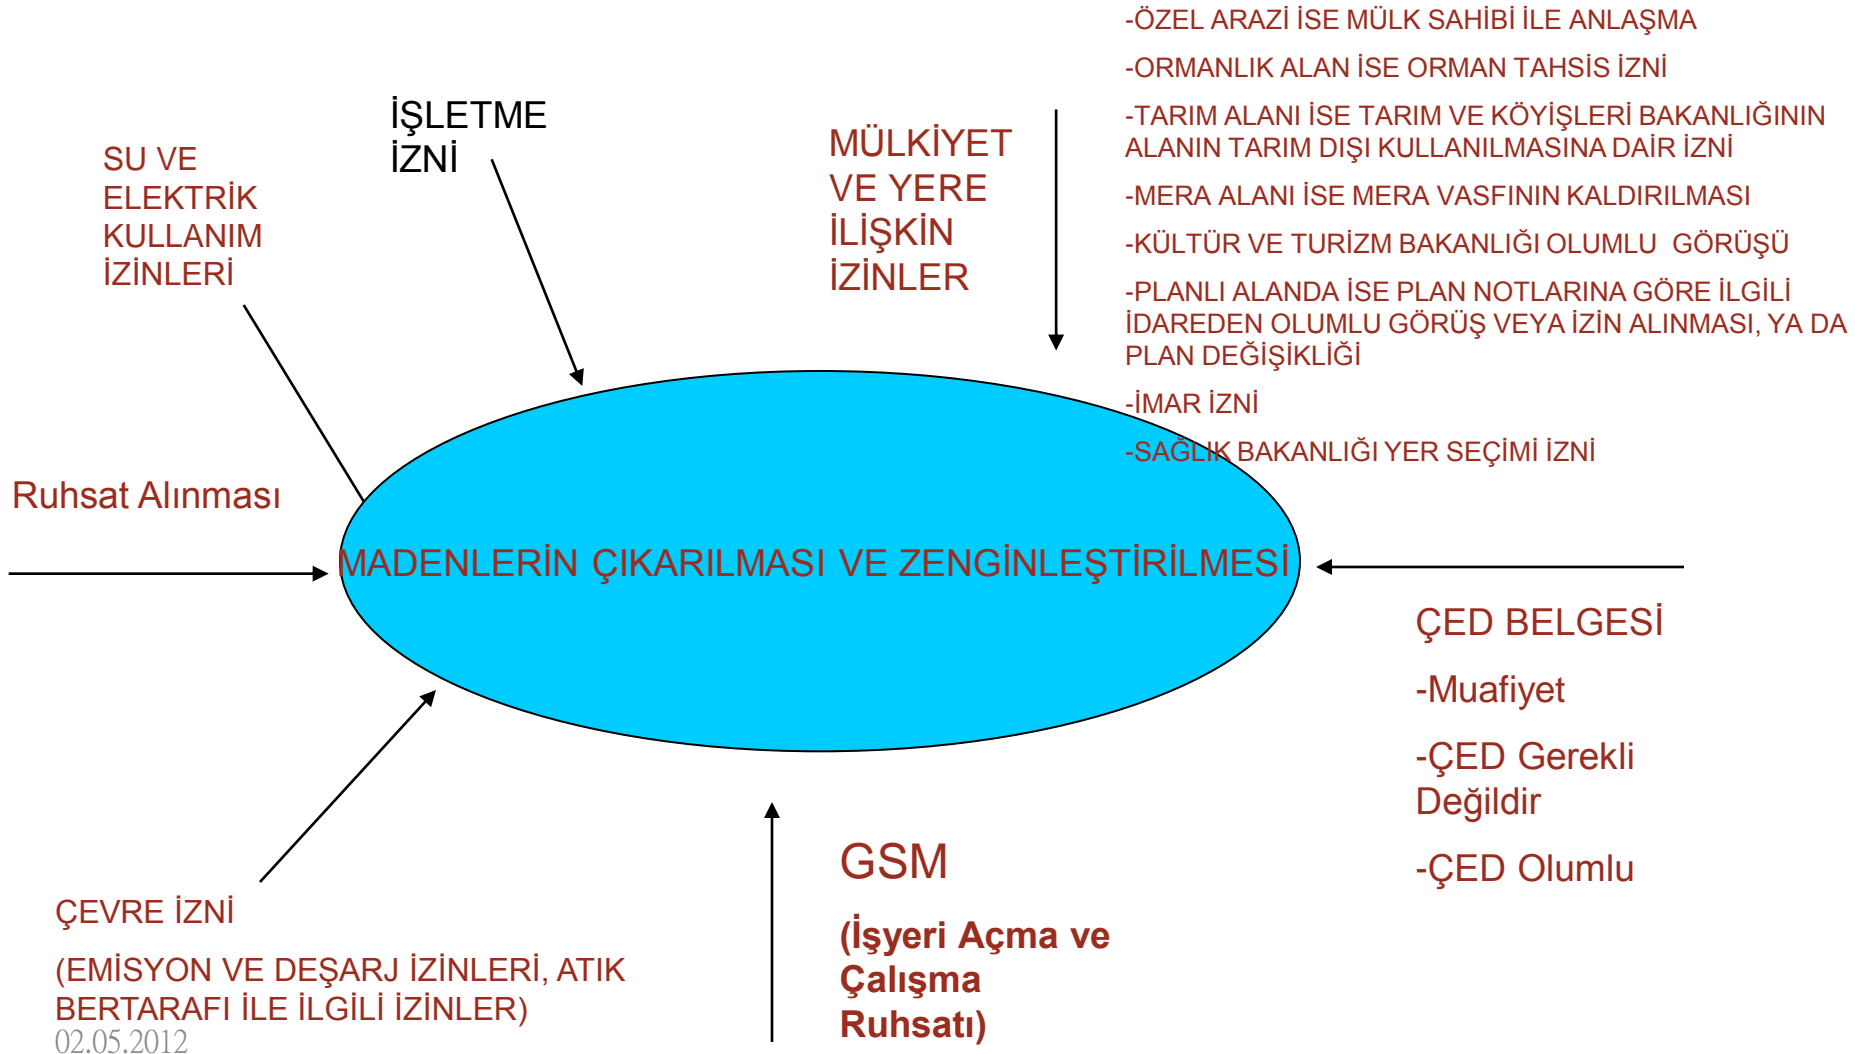 -ÖZEL ARAZİ İSE MÜLK SAHİBİ İLE ANLAŞMA
-ORMANLIK ALAN İSE ORMAN TAHSİS İZNİ
-TARIM ALANI İSE TARIM VE KÖYİŞLERİ BAKANLIĞININ
ALANIN TARIM DIŞI KULLANILMASINA DAİR İZNİ
-MERA ALANI İSE MERA VASFININ KALDIRILMASI
-KÜLTÜR VE TURİZM BAKANLIĞI OLUMLU GÖRÜŞÜ
-PLANLI ALANDA İSE PLAN NOTLARINA GÖRE İLGİLİ
İDAREDEN OLUMLU GÖRÜŞ VEYA İZİN ALINMASI, YA DA
PLAN DEĞİŞİKLİĞİ
-İMAR İZNİ
-SAĞLIK BAKANLIĞI YER SEÇİMİ İZNİ
MÜLKİYET
VE YERE
İLİŞKİN
İZİNLER
İŞLETME
İZNİ
SU VE
ELEKTRİK
KULLANIM
İZİNLERİ
Ruhsat Alınması
MADENLERİN ÇIKARILMASI VE ZENGİNLEŞTİRİLMESİ
ÇED BELGESİ
-Muafiyet
-ÇED Gerekli
Değildir
-ÇED Olumlu
GSM
(İşyeri Açma ve
Çalışma
Ruhsatı)
ÇEVRE İZNİ
(EMİSYON VE DEŞARJ İZİNLERİ, ATIK
BERTARAFI İLE İLGİLİ İZİNLER)
02.05.2012